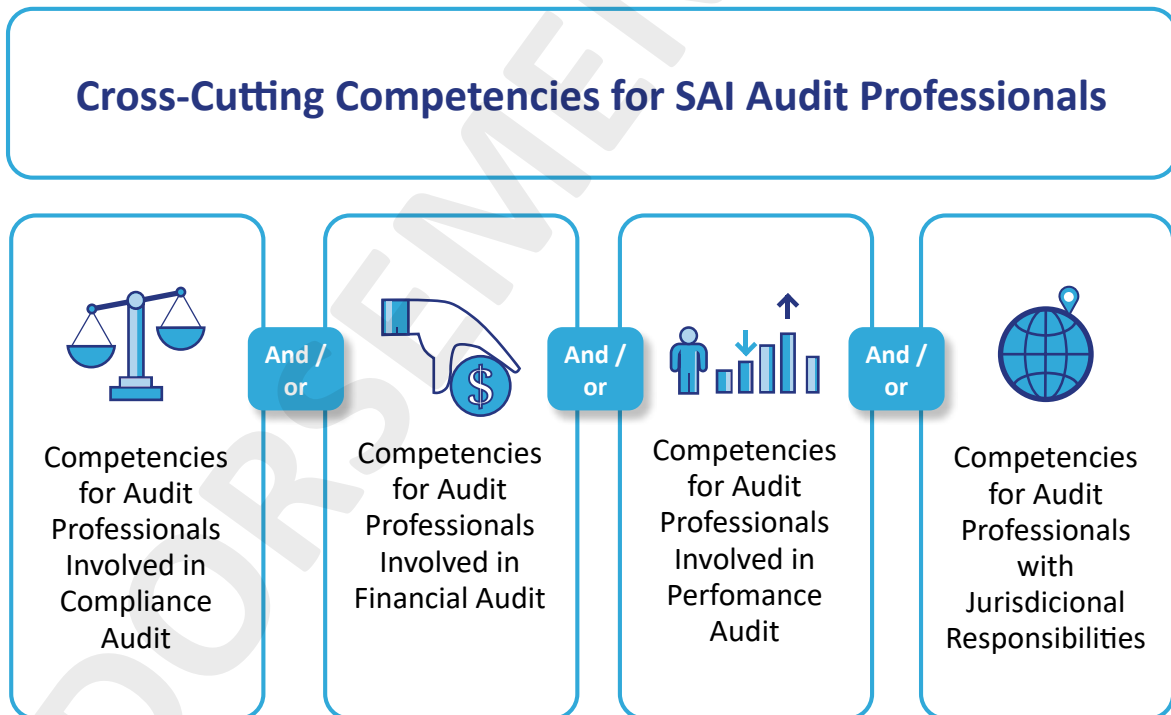 Cross-Cutting Competencies for SAI Audit Professionals
And /
or
And /
or
And /
or
$
Competencies
for Audit
Professionals
Involved in
Compliance
Audit
Competencies
for Audit
Professionals
Involved in
Financial Audit
Competencies
for Audit
Professionals
Involved in
Perfomance
Audit
Competencies
for Audit
Professionals
with
Jurisdicional
Responsibilities
DORSEMEN